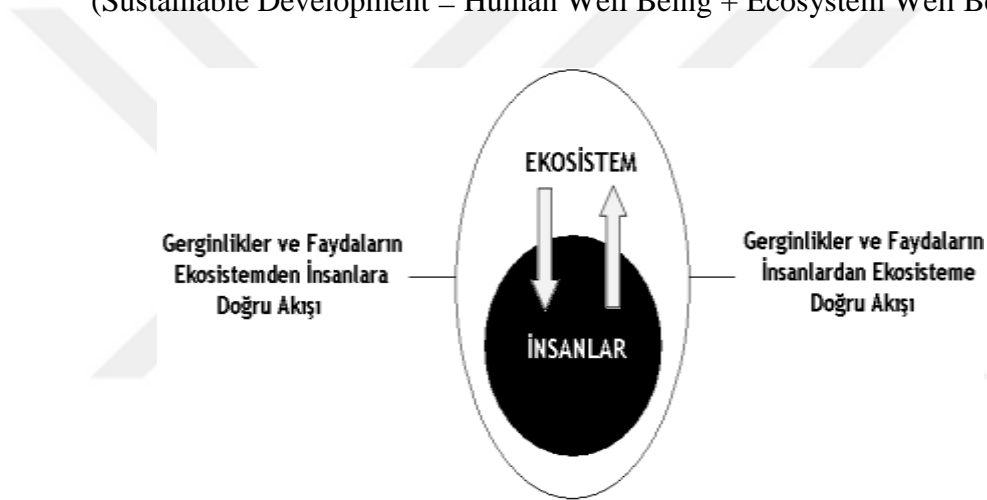 (Sustainable Development = Human Well Being + Ecosystem Well
EKOSİSTEM
Gerginlikler ve Faydaların
Ekosistemden İnsanlara
Doğru Akışı
Gerginlikler ve Faydaların
İnsanlardan Ekosisteme
Doğru Akışı
İNSANLAR